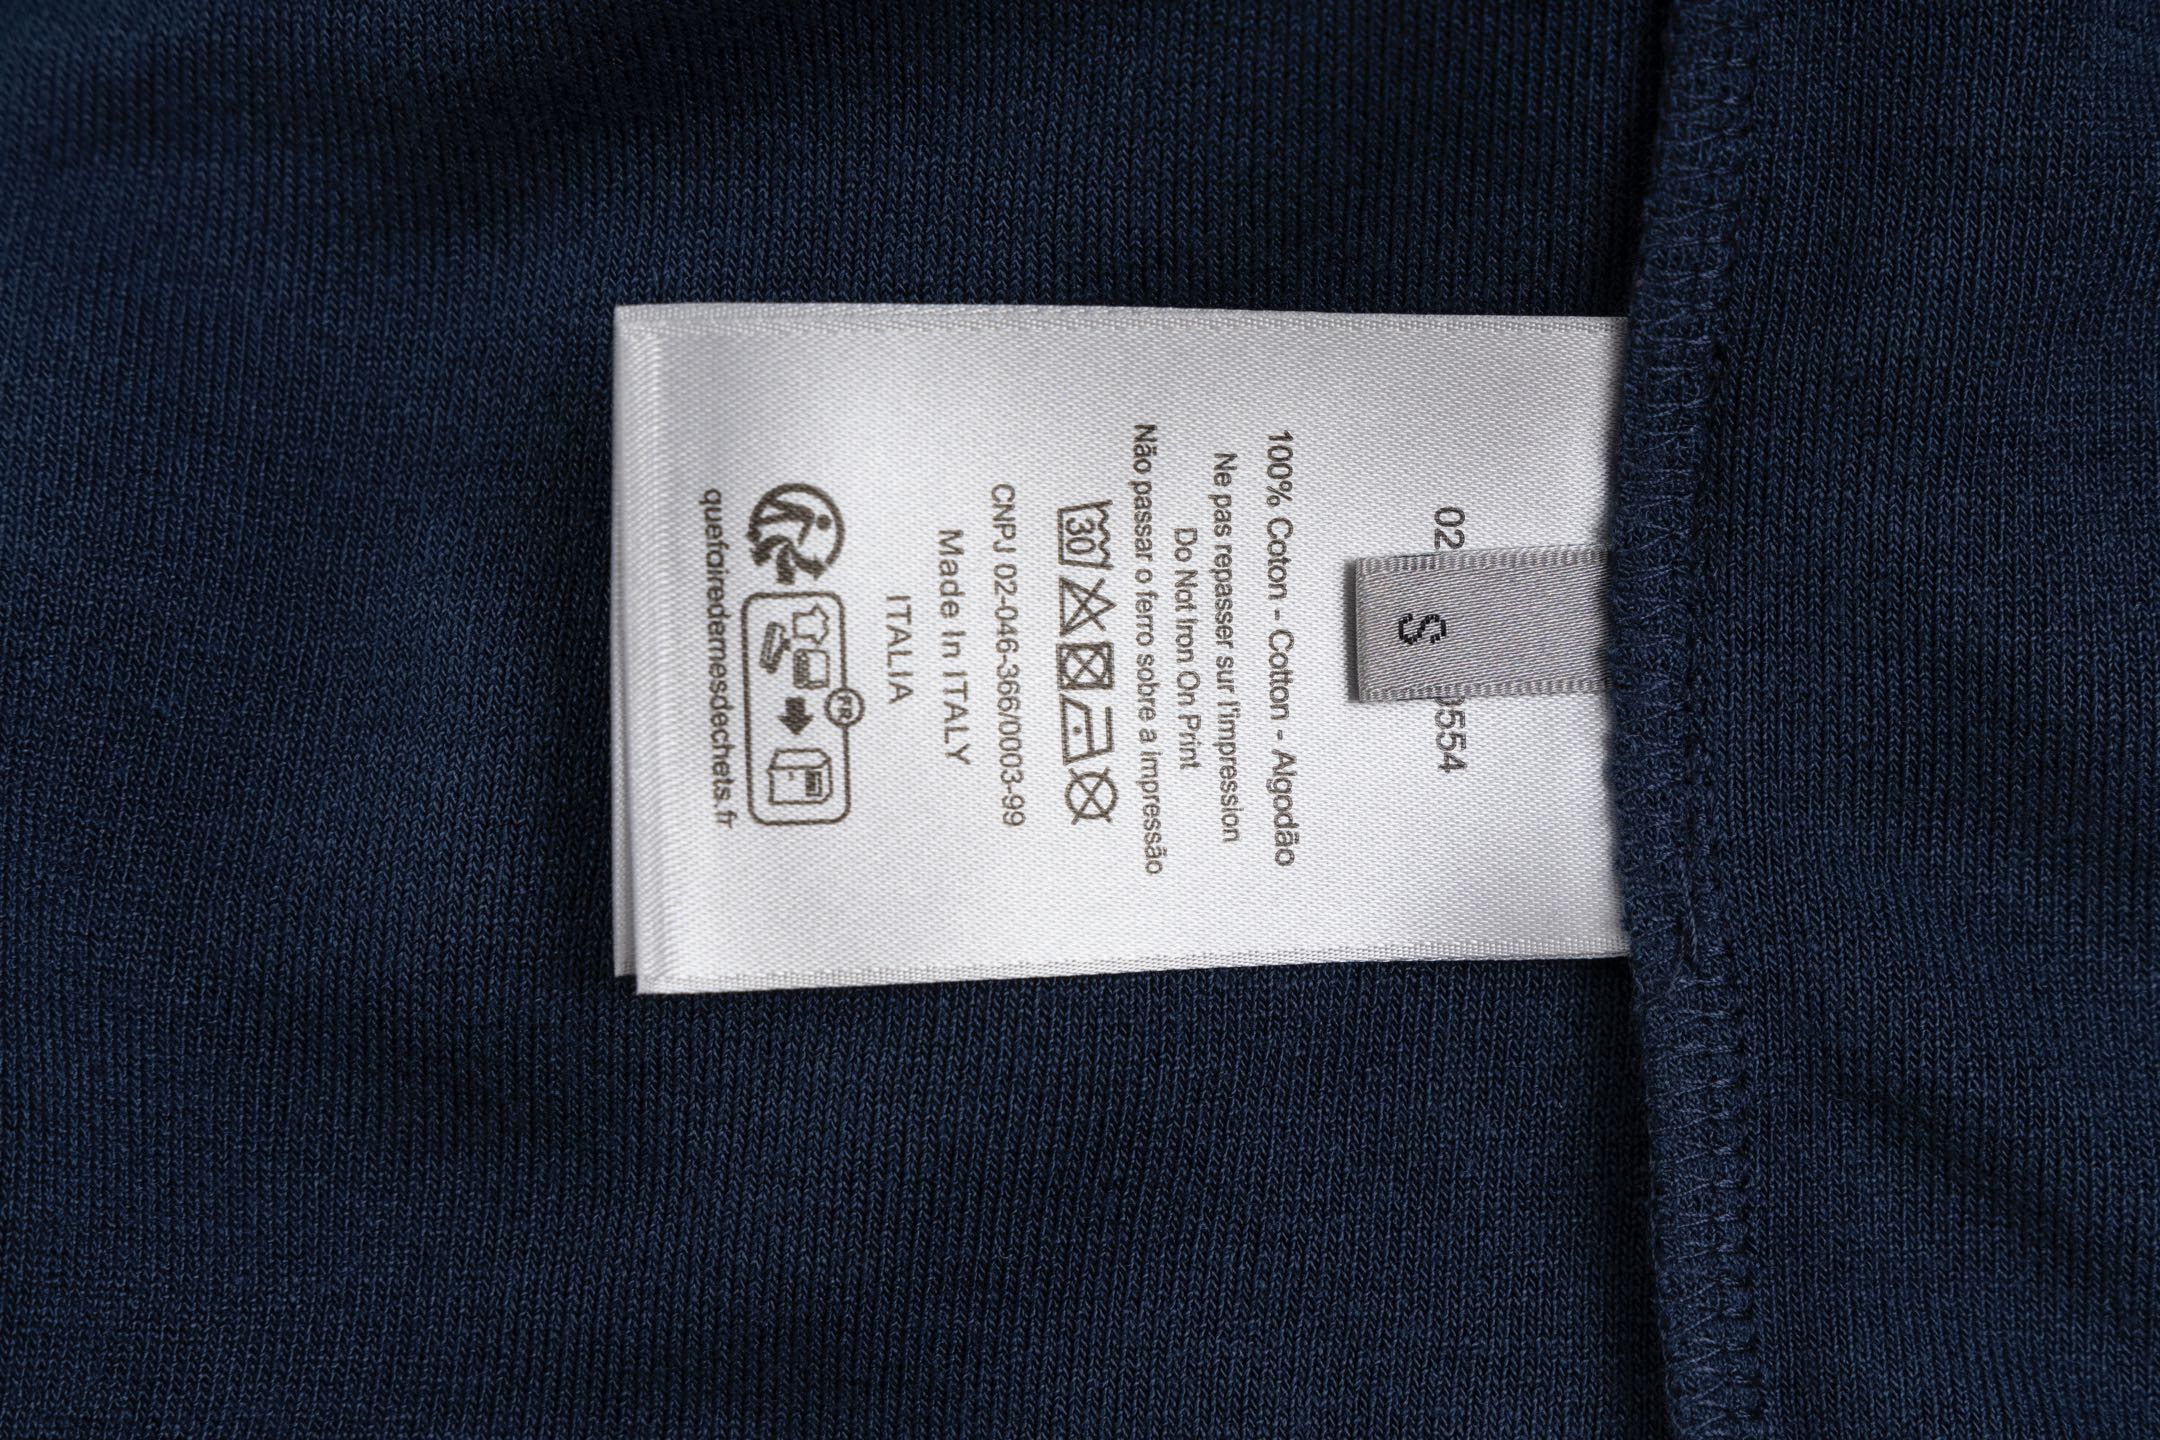 02
0554
S
100% Coton - Cotton - Algodão
Ne pas repasser sur l'impression
Do Not Iron On Print
Não passar o ferro sobre a impressão
30
CNPJ 02-046-366/0003-99
Made In ITALY
ITALIA
FR
quefairedemesdechets.fr